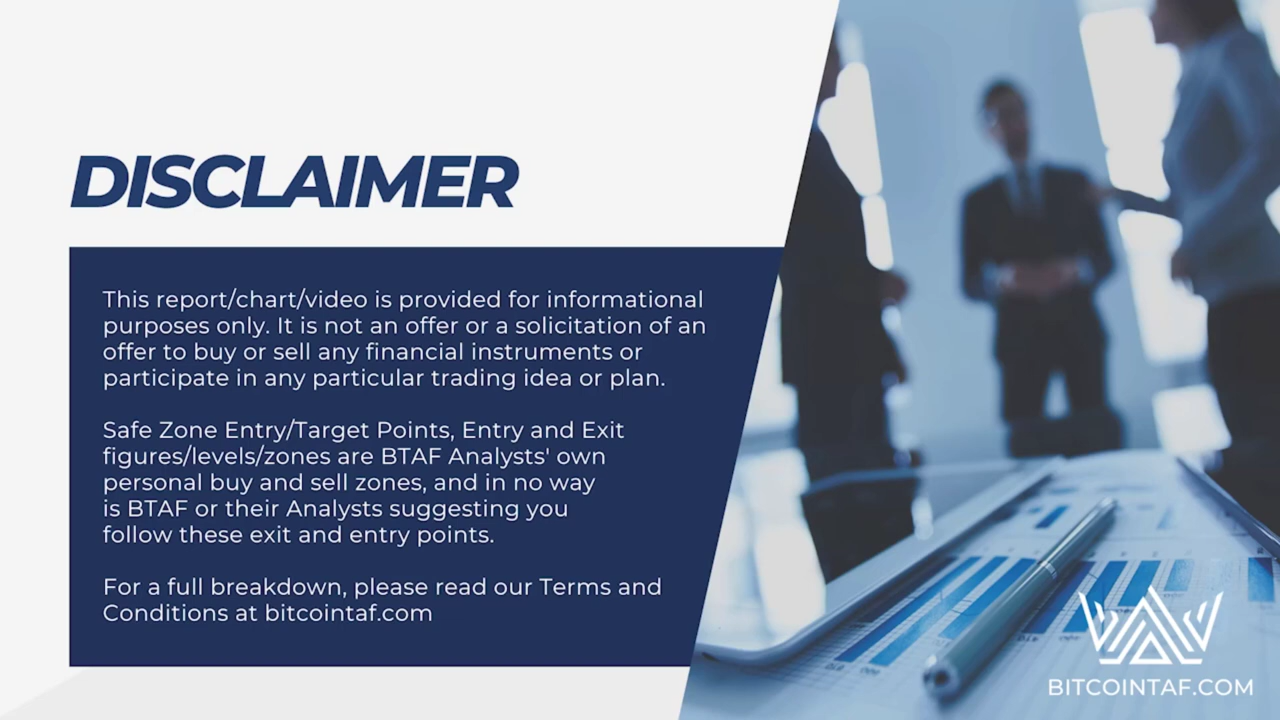 DISCLAIMER
This report/chart/video is provided for informational
purposes only. It is not an offer or a solicitation of an
offer to buy or sell any financial instruments or
participate in any particular trading idea or plan.
Safe Zone Entry/Target Points, Entry and Exit
figures/levels/zones are BTAF Analysts' own
personal buy and sell zones, and in no way
is BTAF or their Analysts suggesting you
follow these exit and entry points.
For a full breakdown, please read our Terms and
Conditions at bitcointaf.com
BITCOINTAF.COM